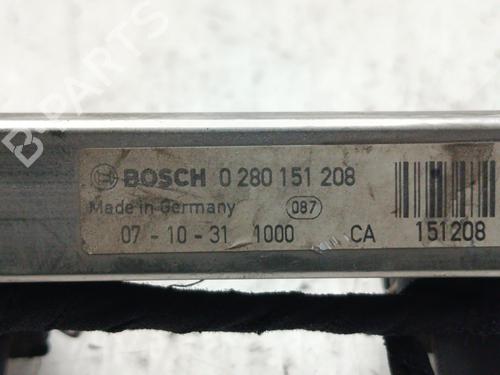 BOSCH 0 280 151 208
Made in Germany 087
07 - 10 - 31 1000 CA 151208